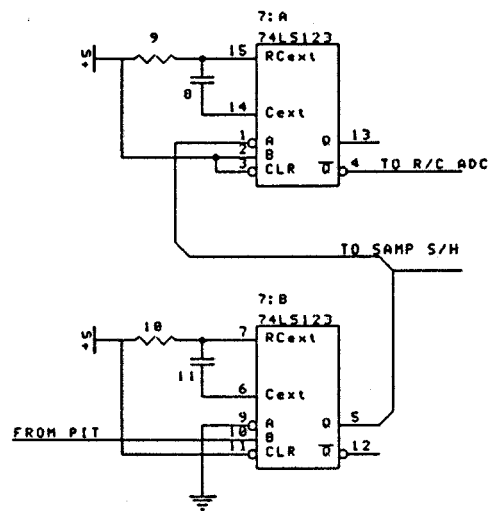 7:A
74LS123
9
+5
15 RCext
8
14 Cext
1 A Q 13
2 B
3 CLR Q 4 TO R/C ADC
TO SAMP S/H
7:B
74LS123
10
+5
7 RCext
11
6 Cext
9 A Q 5
FROM PIT 10 B
11 CLR Q 12